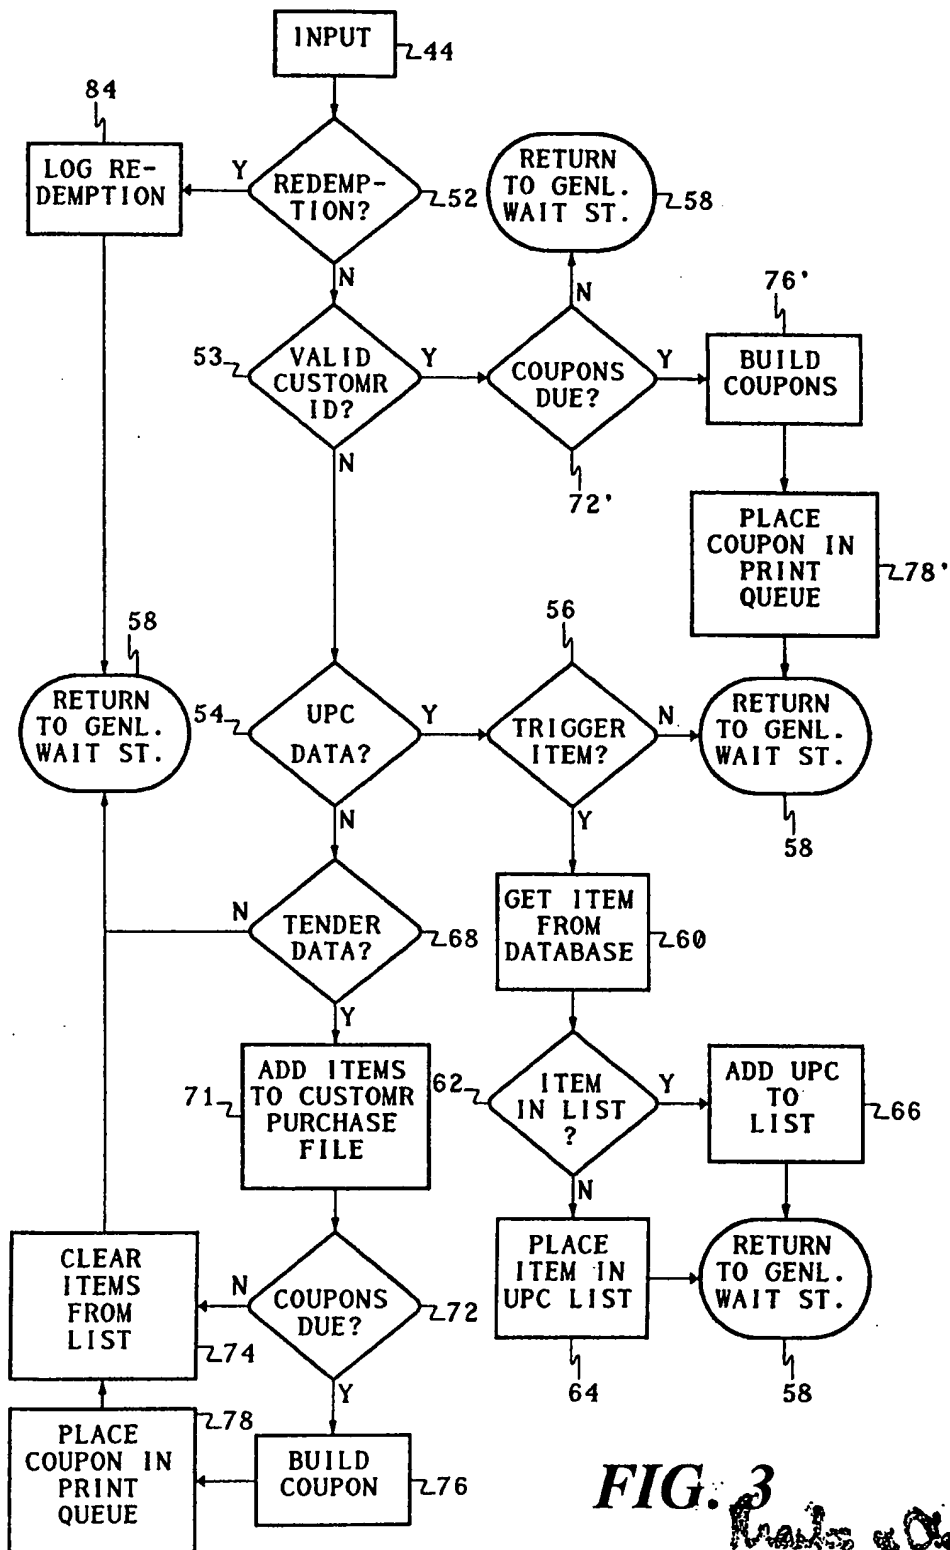 INPUT
44
84
LOG RE-
DEMPTION
Y
REDEMP-
TION?
52
RETURN
TO GENL.
WAIT ST.
58
N
53
VALID
CUSTOMR
ID?
Y
N
COUPONS
DUE?
72'
N
Y
76'
BUILD
COUPONS
PLACE
COUPON IN
PRINT
QUEUE
78'
58
RETURN
TO GENL.
WAIT ST.
54
UPC
DATA?
Y
56
TRIGGER
ITEM?
N
RETURN
TO GENL.
WAIT ST.
58
N
Y
N
TENDER
DATA?
68
GET ITEM
FROM
DATABASE
60
Y
71
ADD ITEMS
TO CUSTOMR
PURCHASE
FILE
62
ITEM
IN LIST
?
Y
ADD UPC
TO
LIST
66
N
CLEAR
ITEMS
FROM
LIST
74
N
COUPONS
DUE?
72
PLACE
ITEM IN
UPC LIST
64
RETURN
TO GENL.
WAIT ST.
58
Y
78
PLACE
COUPON IN
PRINT
QUEUE
BUILD
COUPON
76
FIG. 3